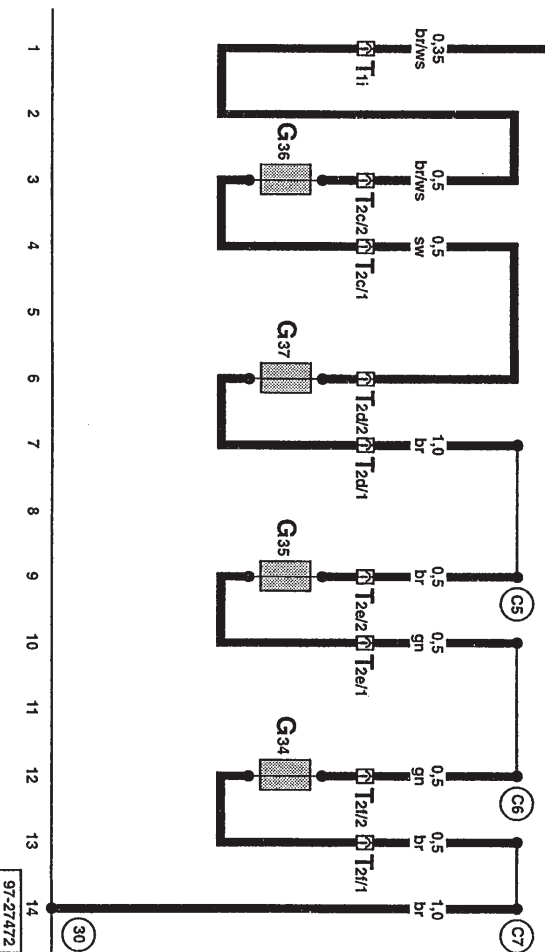 0,35
br/ws
T1i
0,5
br/ws
T2c/2
G36
0,5
sw
T2c/1
T2d/2
G37
1,0
br
T2d/1
0,5
br
T2e/2
G35
C5
0,5
gn
T2e/1
0,5
gn
T2f/2
G34
C6
0,5
br
T2f/1
1,0
br
C7
30
1 2 3 4 5 6 7 8 9 10 11 12 13 14
97-27472